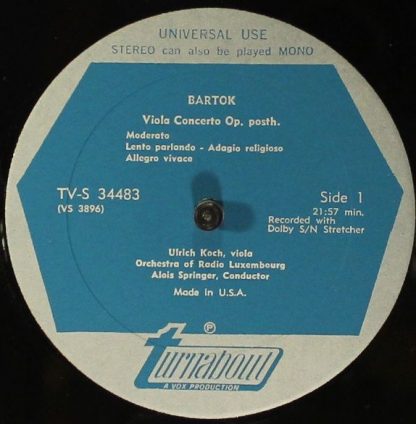 UNIVERSAL USE
STEREO can also be played MONO
BARTOK
Viola Concerto Op. posth.
Moderato
Lento parlando - Adagio religioso
Allegro vivace
TV-S 34483
(VS 3896)
Side 1
21:57 min.
Recorded with
Dolby S/N Stretcher
Ulrich Koch, viola
Orchestra of Radio Luxembourg
Alois Springer, Conductor
Made in U.S.A.
℗
turnabout
A VOX PRODUCTION